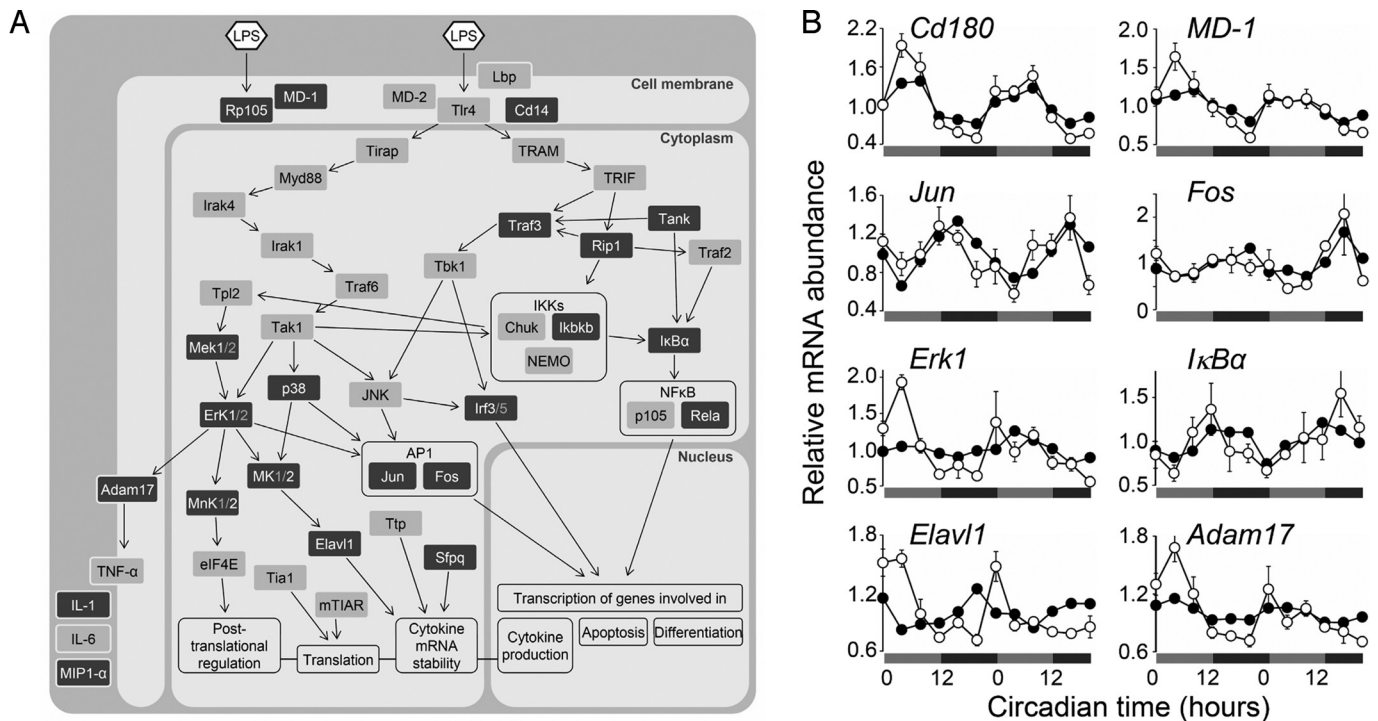 A
LPS
LPS
Lbp
Cell membrane
MD-1
Rp105
MD-2
Tlr4
Cd14
Cytoplasm
Tirap
TRAM
Myd88
TRIF
Irak4
Traf3
Tank
Irak1
Rip1
Traf2
Tbk1
Traf6
Tpl2
IKKs
Tak1
Chuk
Ikbkb
IκBα
Mek1/2
NEMO
p38
JNK
NFκB
ErK1/2
Irf3/5
p105
Rela
AP1
Nucleus
Jun
Fos
MK1/2
Adam17
MnK1/2
Ttp
Elavl1
Sfpq
eIF4E
TNF-α
Tia1
mTIAR
IL-1
IL-6
MIP1-α
Transcription of genes involved in
Post-
translational
regulation
Translation
Cytokine
mRNA
stability
Cytokine
production
Apoptosis
Differentiation
B
Relative mRNA abundance
Cd180
2.2
1.6
1.0
0.4
MD-1
2.0
1.5
1.0
0.5
Jun
1.6
1.2
0.8
0.4
Fos
2
1
0
Erk1
2.0
1.5
1.0
0.5
IκBα
1.5
1.0
0.5
Elavl1
1.8
1.2
0.6
Adam17
1.8
1.2
0.6
0 12 0 12
0 12 0 12
Circadian time (hours)